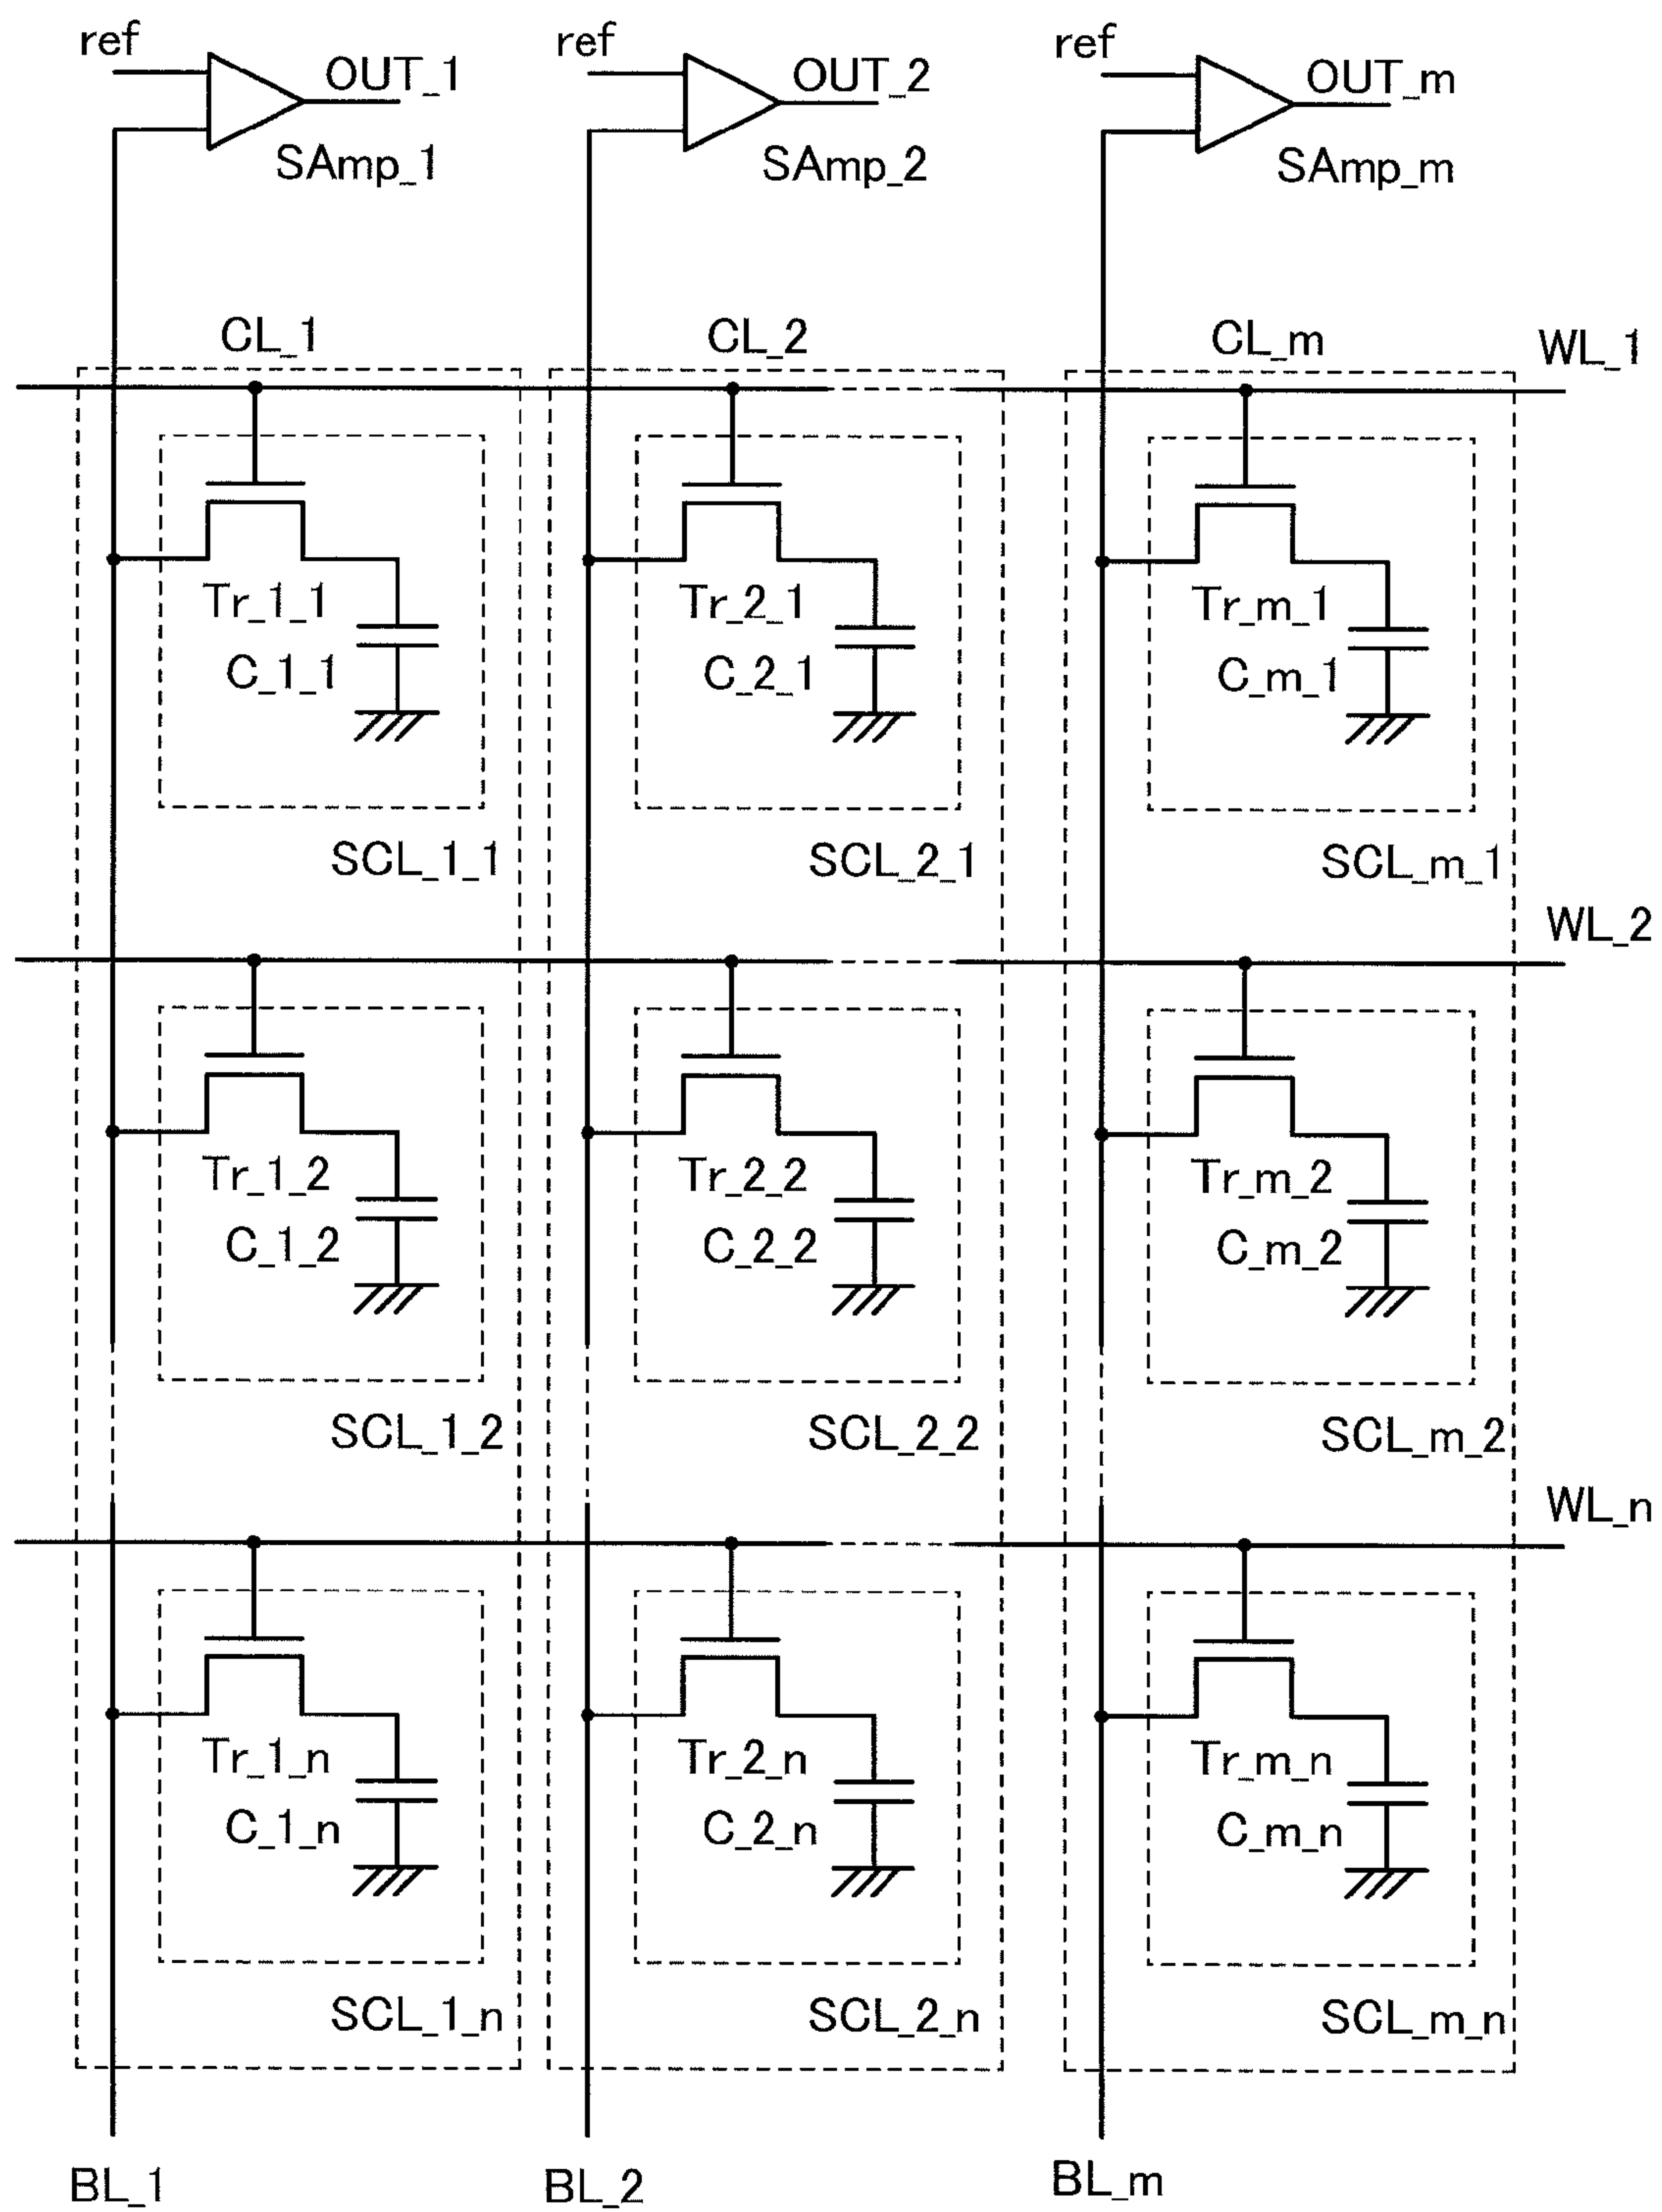 ref ref ref
OUT_1 OUT_2 OUT_m
SAmp_1 SAmp_2 SAmp_m
CL_1 CL_2 CL_m WL_1
Tr_1_1 Tr_2_1 Tr_m_1
C_1_1 C_2_1 C_m_1
SCL_1_1 SCL_2_1 SCL_m_1
WL_2
Tr_1_2 Tr_2_2 Tr_m_2
C_1_2 C_2_2 C_m_2
SCL_1_2 SCL_2_2 SCL_m_2
WL_n
Tr_1_n Tr_2_n Tr_m_n
C_1_n C_2_n C_m_n
SCL_1_n SCL_2_n SCL_m_n
BL_1 BL_2 BL_m